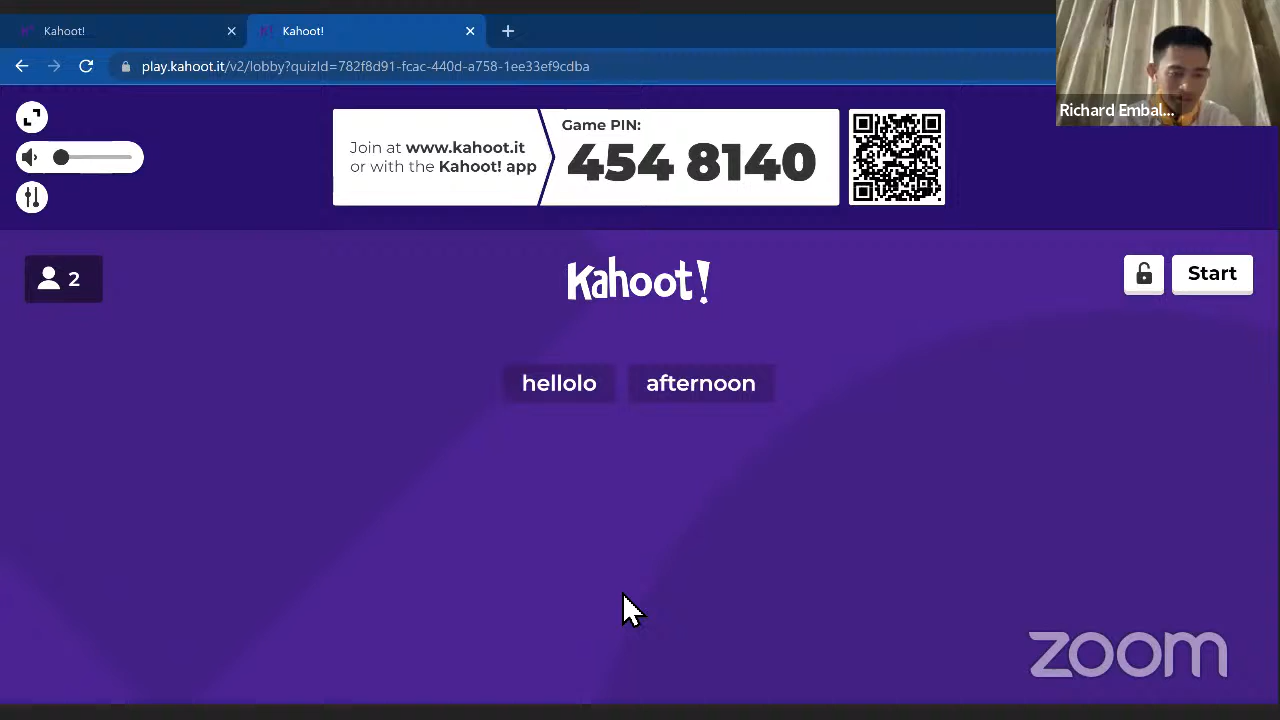 Kahoot!
Kahoot!
play.kahoot.it/v2/lobby?quizId=782f8d91-fcac-440d-a758-1ee33ef9cdba
Richard Embal...
Join at www.kahoot.it
or with the Kahoot! app
Game PIN:
454 8140
2
Kahoot!
Start
hellolo
afternoon
zoom